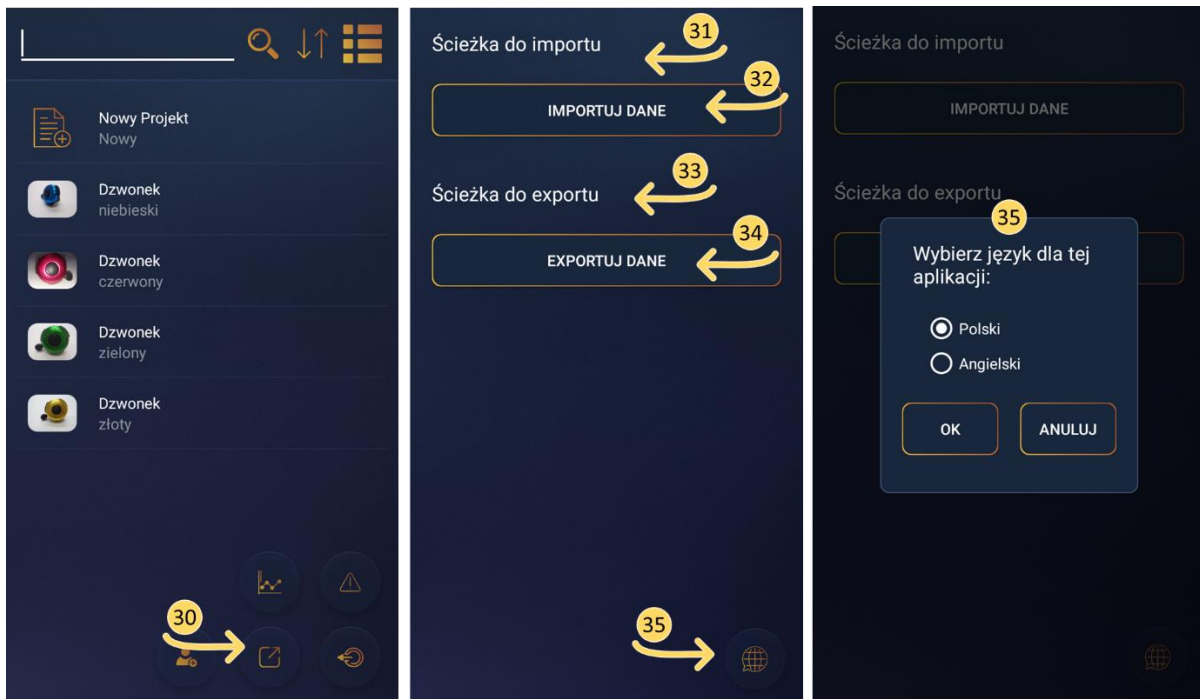 Nowy Projekt
Nowy
Dzwonek
niebieski
Dzwonek
czerwony
Dzwonek
zielony
Dzwonek
złoty
30
Ścieżka do importu
31
32
IMPORTUJ DANE
33
Ścieżka do exportu
34
EXPORTUJ DANE
35
Ścieżka do importu
IMPORTUJ DANE
Ścieżka do exportu
35
Wybierz język dla tej
aplikacji:
Polski
Angielski
OK
ANULUJ